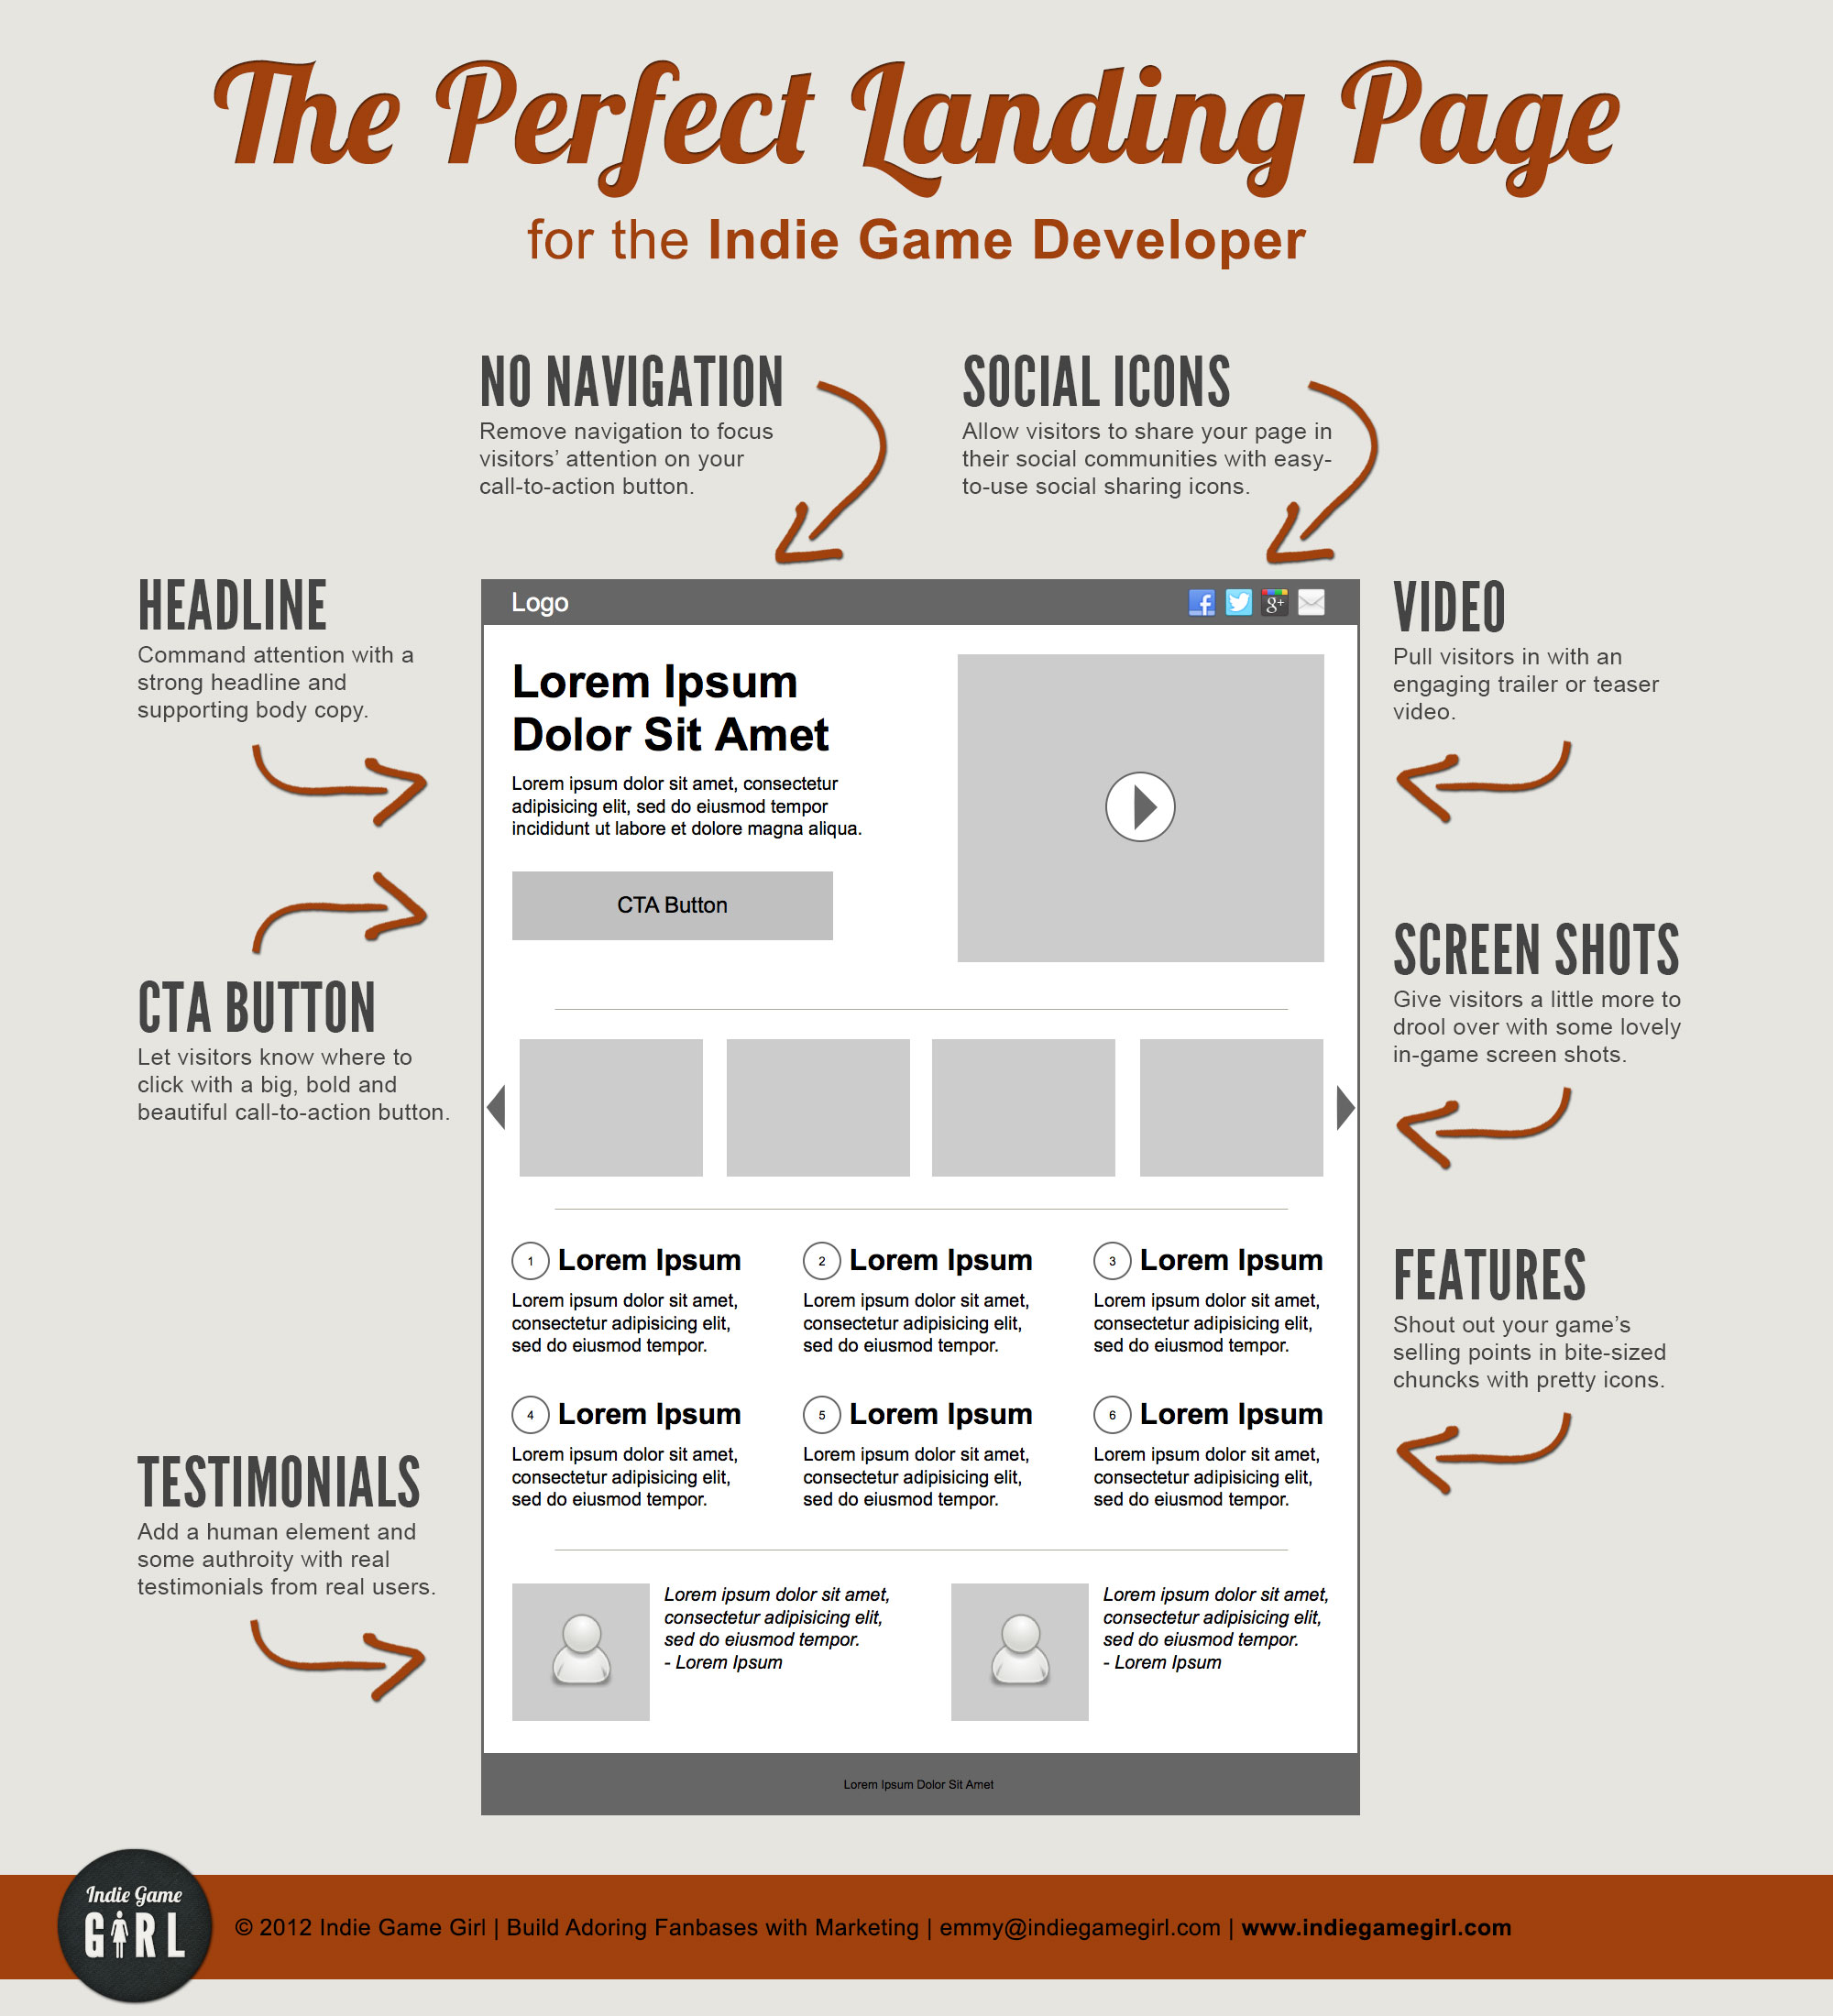 The Perfect Landing Page
for the Indie Game Developer
NO NAVIGATION
Remove navigation to focus
visitors’ attention on your
call-to-action button.
SOCIAL ICONS
Allow visitors to share your page in
their social communities with easy-
to-use social sharing icons.
HEADLINE
Command attention with a
strong headline and
supporting body copy.
CTA BUTTON
Let visitors know where to
click with a big, bold and
beautiful call-to-action button.
TESTIMONIALS
Add a human element and
some authroity with real
testimonials from real users.
Logo
f
g+
Lorem Ipsum
Dolor Sit Amet
Lorem ipsum dolor sit amet, consectetur
adipisicing elit, sed do eiusmod tempor
incididunt ut labore et dolore magna aliqua.
CTA Button
1 Lorem Ipsum
Lorem ipsum dolor sit amet,
consectetur adipisicing elit,
sed do eiusmod tempor.
2 Lorem Ipsum
Lorem ipsum dolor sit amet,
consectetur adipisicing elit,
sed do eiusmod tempor.
3 Lorem Ipsum
Lorem ipsum dolor sit amet,
consectetur adipisicing elit,
sed do eiusmod tempor.
4 Lorem Ipsum
Lorem ipsum dolor sit amet,
consectetur adipisicing elit,
sed do eiusmod tempor.
5 Lorem Ipsum
Lorem ipsum dolor sit amet,
consectetur adipisicing elit,
sed do eiusmod tempor.
6 Lorem Ipsum
Lorem ipsum dolor sit amet,
consectetur adipisicing elit,
sed do eiusmod tempor.
Lorem ipsum dolor sit amet,
consectetur adipisicing elit,
sed do eiusmod tempor.
- Lorem Ipsum
Lorem ipsum dolor sit amet,
consectetur adipisicing elit,
sed do eiusmod tempor.
- Lorem Ipsum
Lorem Ipsum Dolor Sit Amet
VIDEO
Pull visitors in with an
engaging trailer or teaser
video.
SCREEN SHOTS
Give visitors a little more to
drool over with some lovely
in-game screen shots.
FEATURES
Shout out your game’s
selling points in bite-sized
chuncks with pretty icons.
Indie Game
GIRL
© 2012 Indie Game Girl | Build Adoring Fanbases with Marketing | emmy@indiegamegirl.com | www.indiegamegirl.com